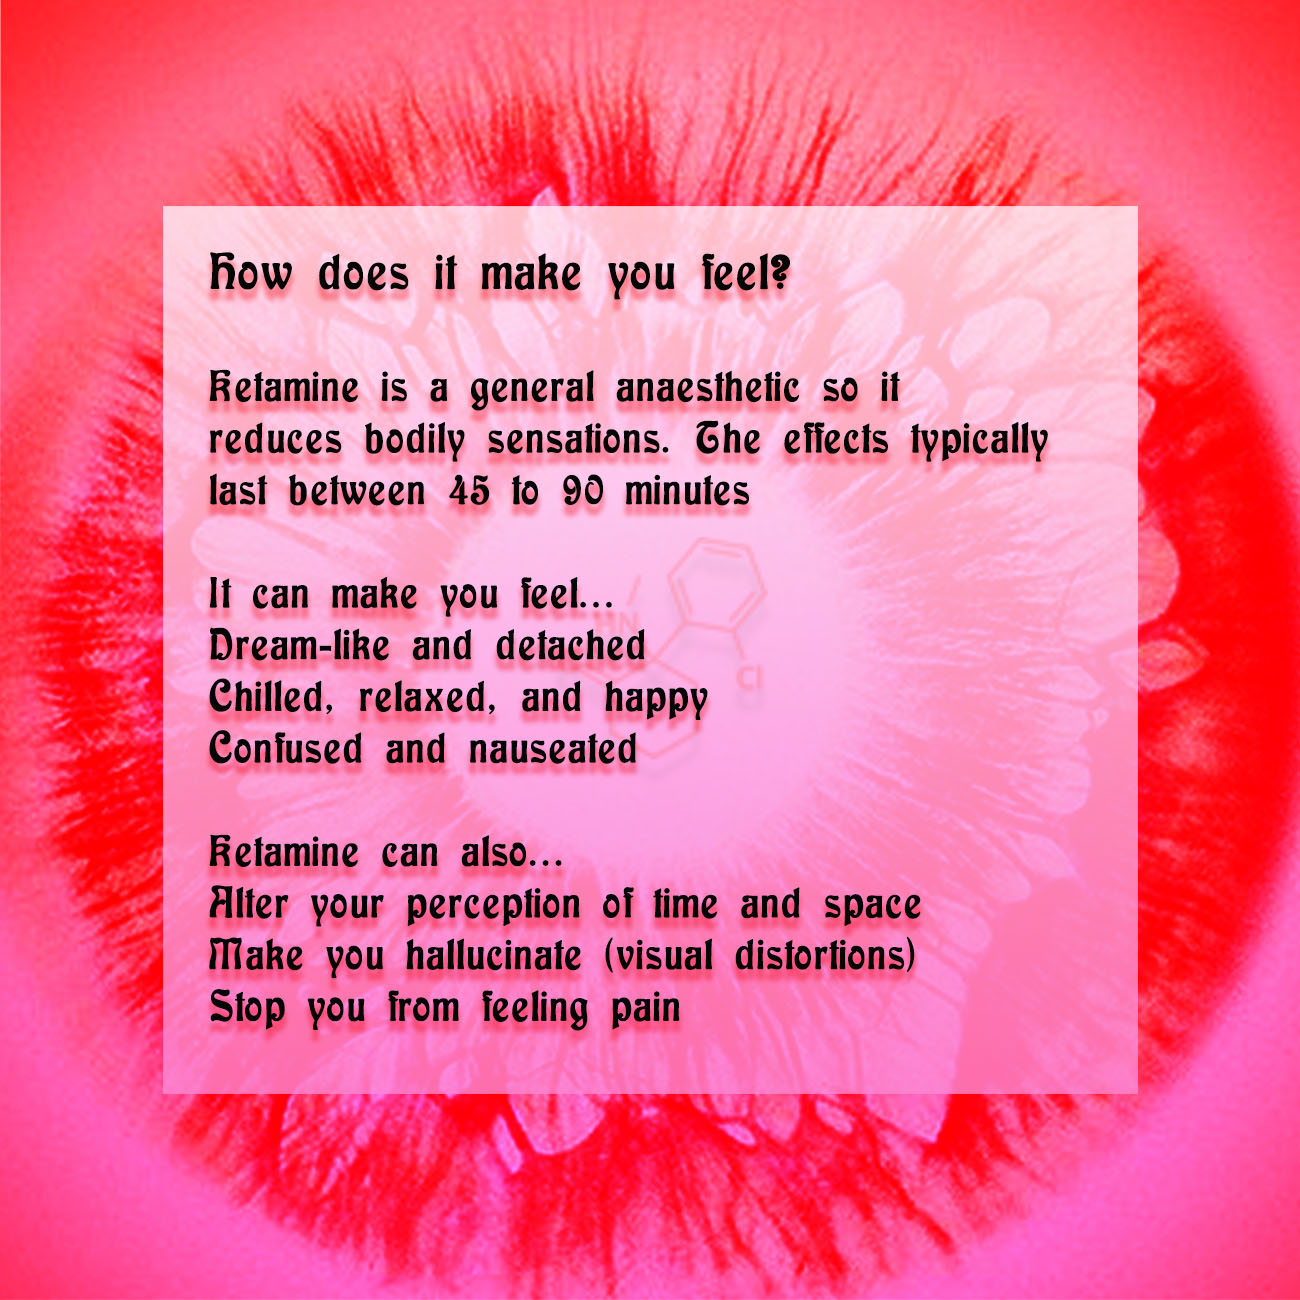 How does it make you feel?
Ketamine is a general anaesthetic so it
reduces bodily sensations. The effects typically
last between 45 to 90 minutes
It can make you feel...
Dream-like and detached
Chilled, relaxed, and happy
Confused and nauseated
Ketamine can also...
Alter your perception of time and space
Make you hallucinate (visual distortions)
Stop you from feeling pain
HN
Cl